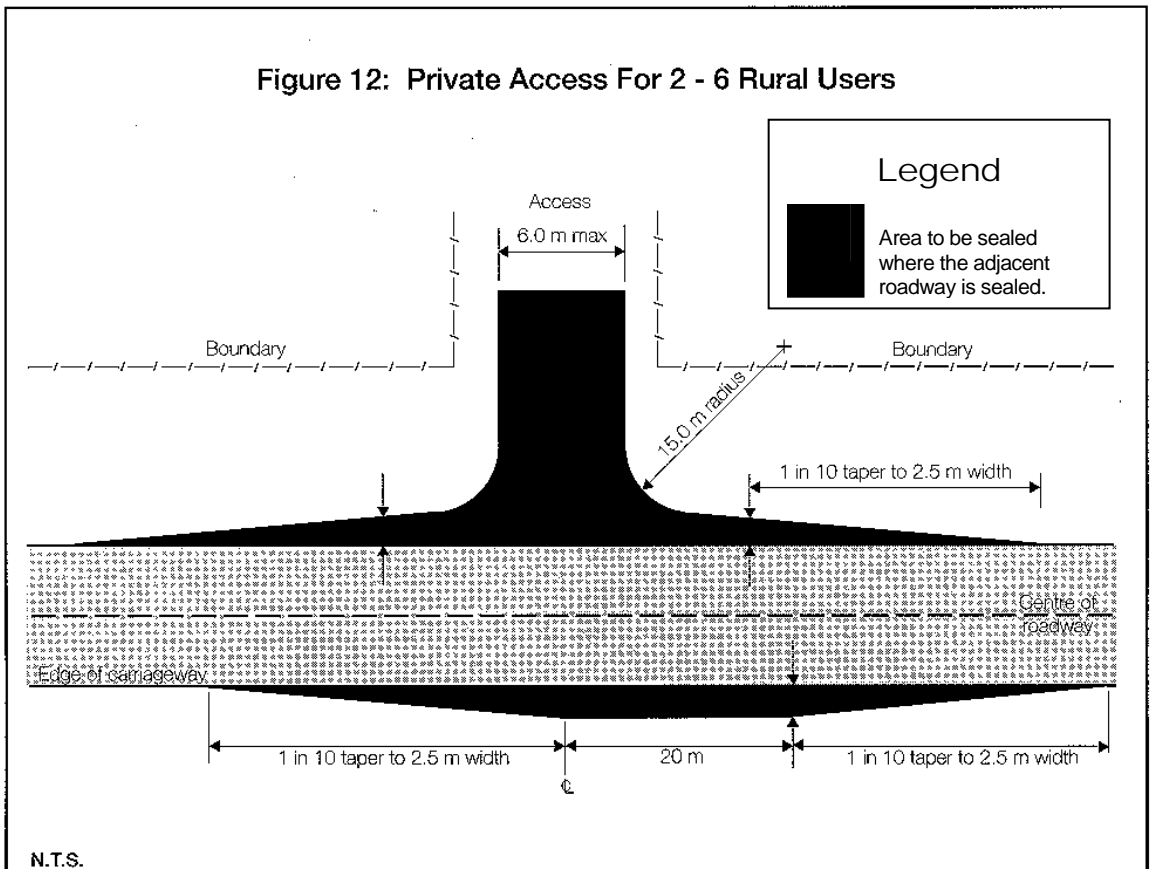 Figure 12: Private Access For 2 - 6 Rural Users
Legend
Area to be sealed
where the adjacent
roadway is sealed.
Access
6.0 m max
Boundary
Boundary
15.0 m radius
1 in 10 taper to 2.5 m width
Centre of
roadway
Edge of carriageway
1 in 10 taper to 2.5 m width
20 m
1 in 10 taper to 2.5 m width
℄
N.T.S.